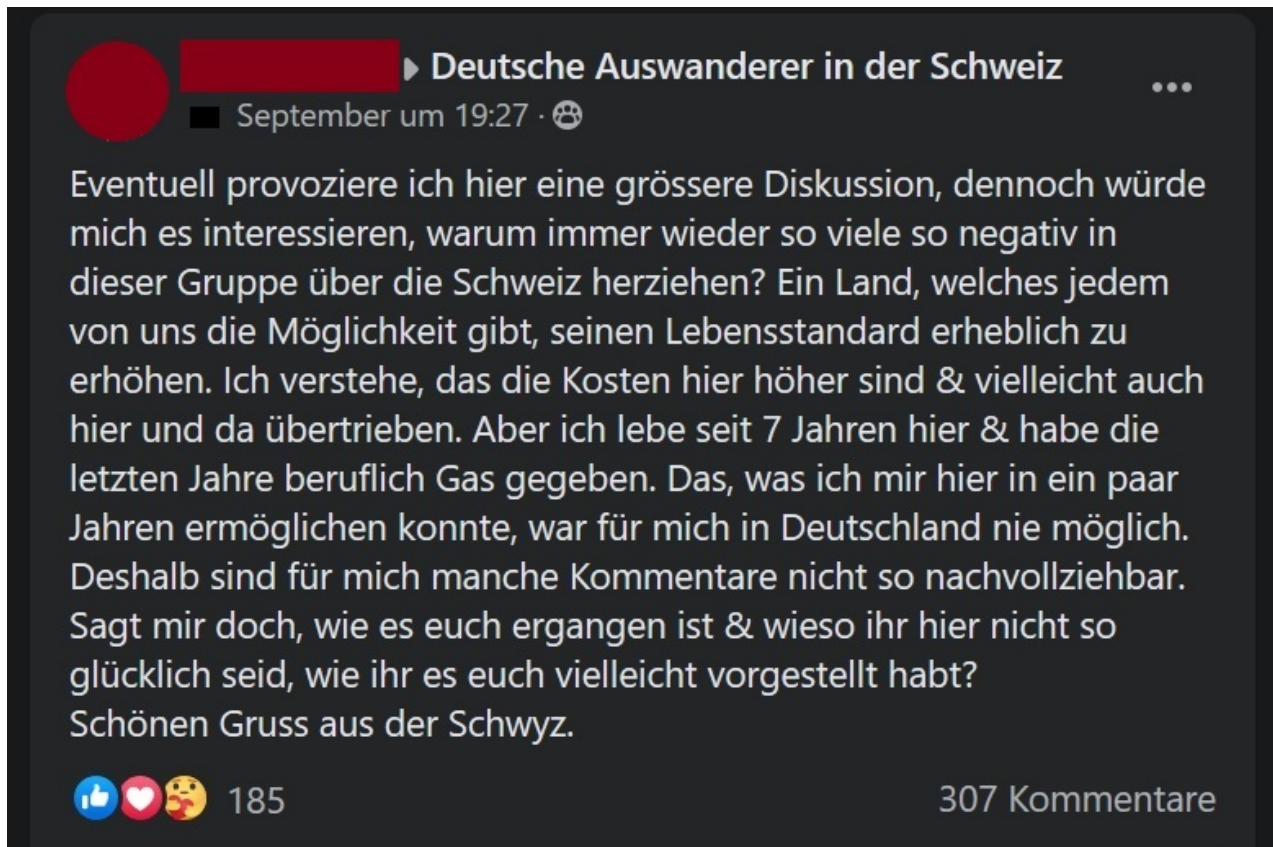 Deutsche Auswanderer in der Schweiz
September um 19:27 ·
Eventuell provoziere ich hier eine grössere Diskussion, dennoch würde
mich es interessieren, warum immer wieder so viele so negativ in
dieser Gruppe über die Schweiz herziehen? Ein Land, welches jedem
von uns die Möglichkeit gibt, seinen Lebensstandard erheblich zu
erhöhen. Ich verstehe, das die Kosten hier höher sind & vielleicht auch
hier und da übertrieben. Aber ich lebe seit 7 Jahren hier & habe die
letzten Jahre beruflich Gas gegeben. Das, was ich mir hier in ein paar
Jahren ermöglichen konnte, war für mich in Deutschland nie möglich.
Deshalb sind für mich manche Kommentare nicht so nachvollziehbar.
Sagt mir doch, wie es euch ergangen ist & wieso ihr hier nicht so
glücklich seid, wie ihr es euch vielleicht vorgestellt habt?
Schönen Gruss aus der Schwyz.
185 307 Kommentare